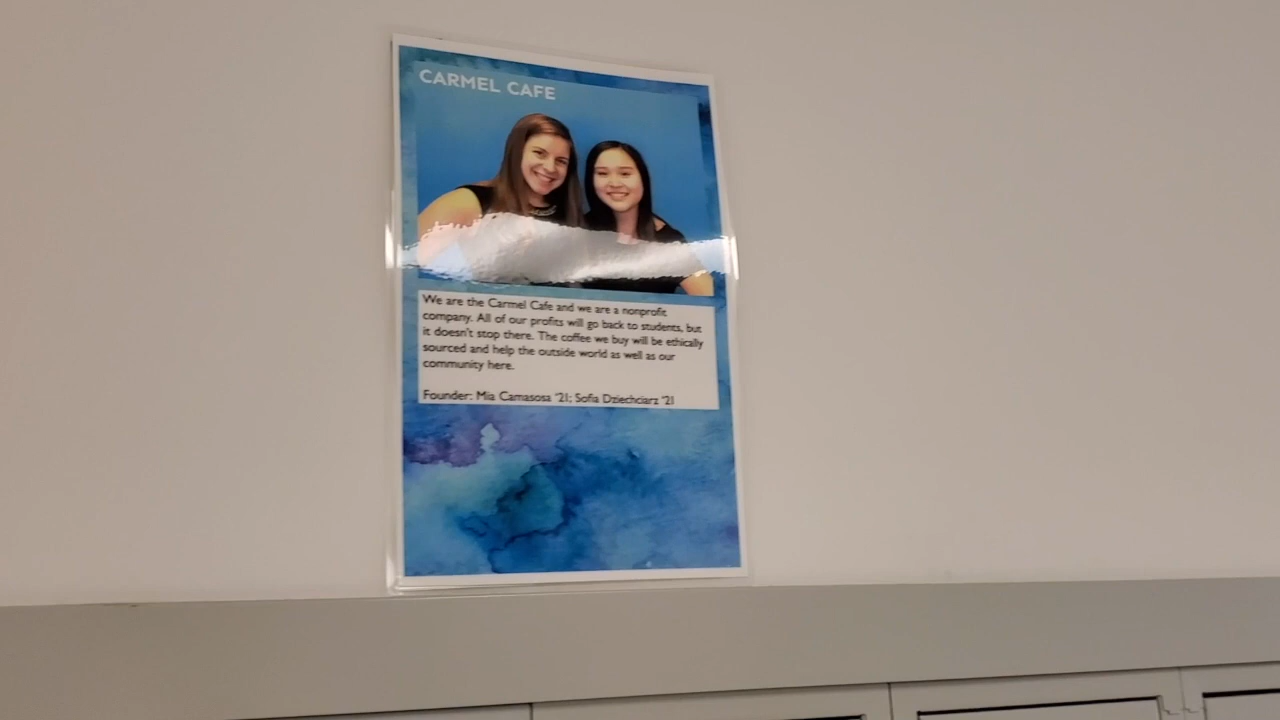 CARMEL CAFE
We are the Carmel Cafe and we are a nonprofit
company. All of our profits will go back to students, but
it doesn't stop there. The coffee we buy will be ethically
sourced and help the outside world as well as our
community here.
Founder: Mia Camasosa '21; Sofia Dziechciarz '21